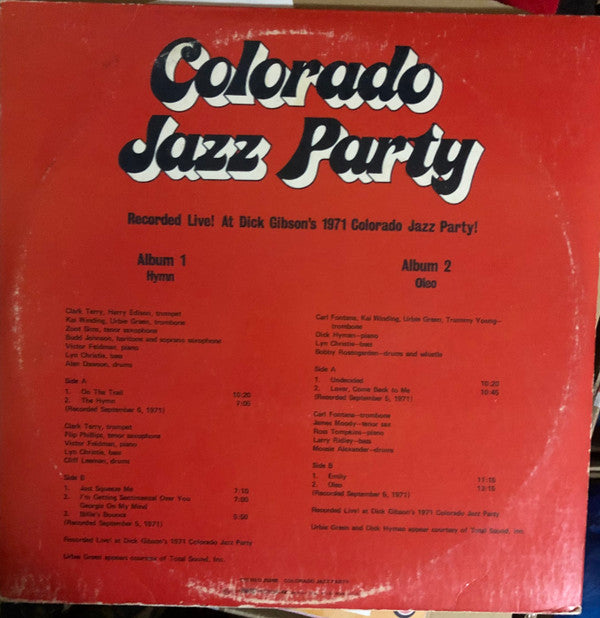 Colorado
Jazz Party
Recorded Live! At Dick Gibson's 1971 Colorado Jazz Party!
Album 1
Hymn
Clark Terry, Harry Edison, trumpet
Kai Winding, Urbie Green, trombone
Zoot Sims, tenor saxophone
Budd Johnson, baritone and soprano saxophone
Victor Feldman, piano
Lyn Christie, bass
Alan Dawson, drums
Side A
1. On The Trail 10:20
2. The Hymn 7:05
(Recorded September 6, 1971)
Clark Terry, trumpet
Flip Phillips, tenor saxophone
Victor Feldman, piano
Lyn Christie, bass
Cliff Leeman, drums
Side B
1. Just Squeeze Me 7:10
2. I'm Getting Sentimental Over You 7:00
Georgia On My Mind
3. Billie's Bounce 5:50
(Recorded September 5, 1971)
Recorded Live! at Dick Gibson's 1971 Colorado Jazz Party
Urbie Green appears courtesy of Total Sound, Inc.
Album 2
Oleo
Carl Fontana, Kai Winding, Urbie Green, Trummy Young—
trombone
Dick Hyman—piano
Lyn Christie—bass
Bobby Rosengarden—drums and whistle
Side A
1. Undecided 10:20
2. Lover, Come Back to Me 10:45
(Recorded September 5, 1971)
Carl Fontana—trombone
James Moody—tenor sax
Ross Tompkins—piano
Larry Ridley—bass
Mousie Alexander—drums
Side B
1. Emily 11:15
2. Oleo 13:15
(Recorded September 5, 1971)
Recorded Live! at Dick Gibson's 1971 Colorado Jazz Party
Urbie Green and Dick Hyman appear courtesy of Total Sound, Inc.
COLORADO JAZZ PARTY